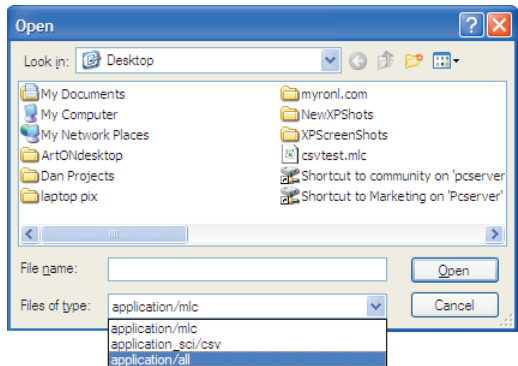 Open
Look in: Desktop
My Documents
My Computer
My Network Places
ArtONdesktop
Dan Projects
laptop pix
myronl.com
NewXPShots
XPScreenShots
csvtest.mlc
Shortcut to community on 'pcserver
Shortcut to Marketing on 'Pcserver'
File name:
Open
Files of type: application/mlc
Cancel
application/mlc
application_sci/csv
application/all